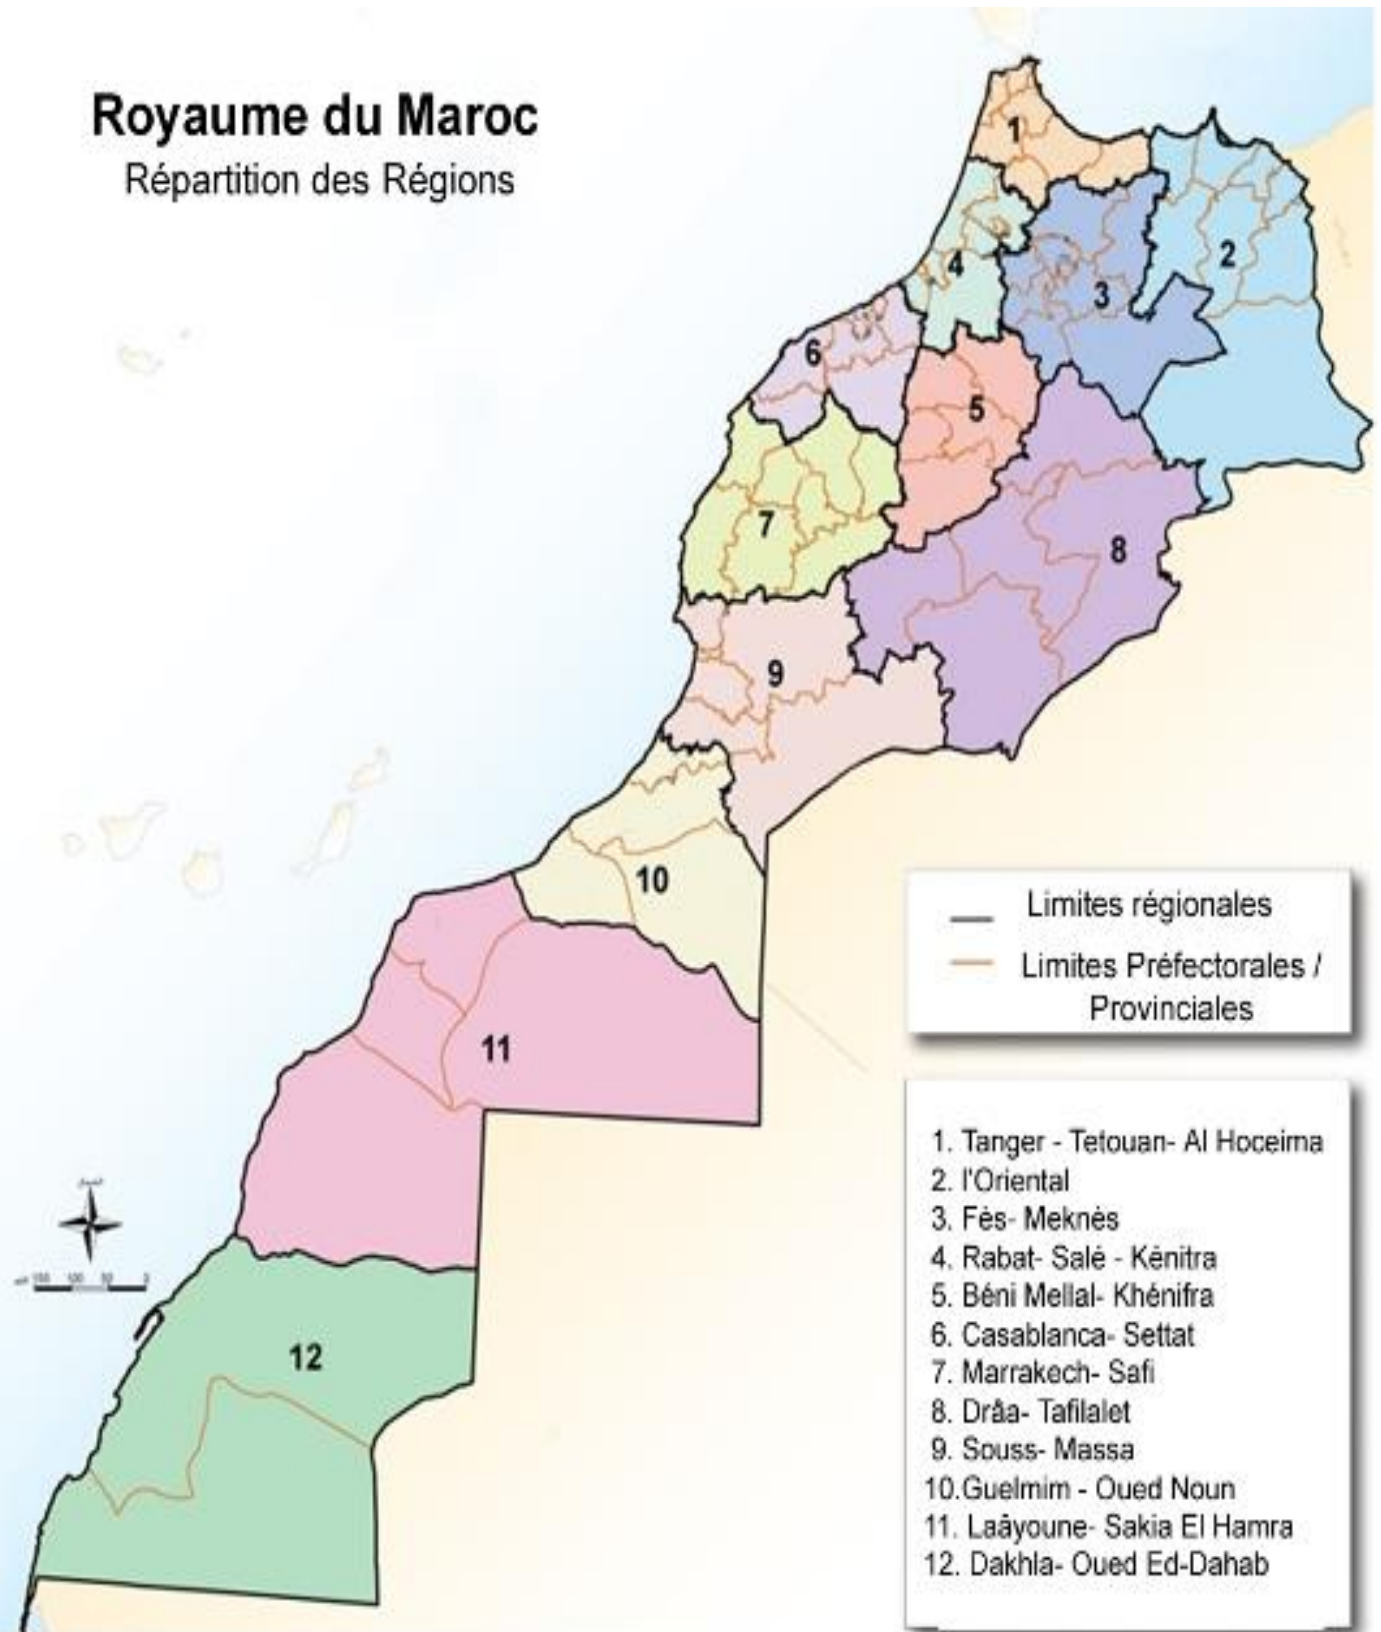 Royaume du Maroc
Répartition des Régions
1
2
3
4
5
6
7
8
9
10
11
12
Limites régionales
Limites Préfectorales /
Provinciales
1. Tanger - Tetouan- Al Hoceima
2. l'Oriental
3. Fès- Meknès
4. Rabat- Salé - Kénitra
5. Béni Mellal- Khénifra
6. Casablanca- Settat
7. Marrakech- Safi
8. Drâa- Tafilalet
9. Souss- Massa
10.Guelmim - Oued Noun
11. Laâyoune- Sakia El Hamra
12. Dakhla- Oued Ed-Dahab